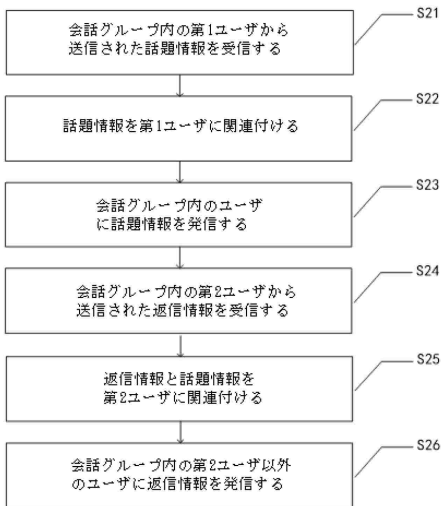 会話グループ内の第1ユーザから
送信された話題情報を受信する
S21
話題情報を第1ユーザに関連付ける
S22
会話グループ内のユーザ
に話題情報を発信する
S23
会話グループ内の第2ユーザから
送信された返信情報を受信する
S24
返信情報と話題情報を
第2ユーザに関連付ける
S25
会話グループ内の第2ユーザ以外
のユーザに返信情報を発信する
S26